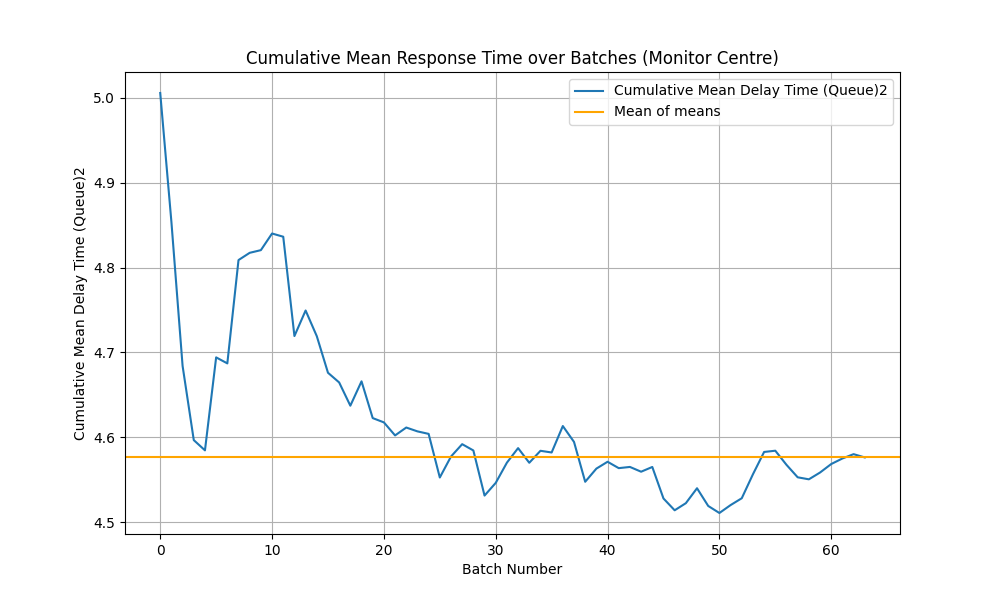 Cumulative Mean Response Time over Batches (Monitor Centre)
Cumulative Mean Delay Time (Queue)2
Mean of means
Cumulative Mean Delay Time (Queue)2
5.0
4.9
4.8
4.7
4.6
4.5
0 10 20 30 40 50 60
Batch Number